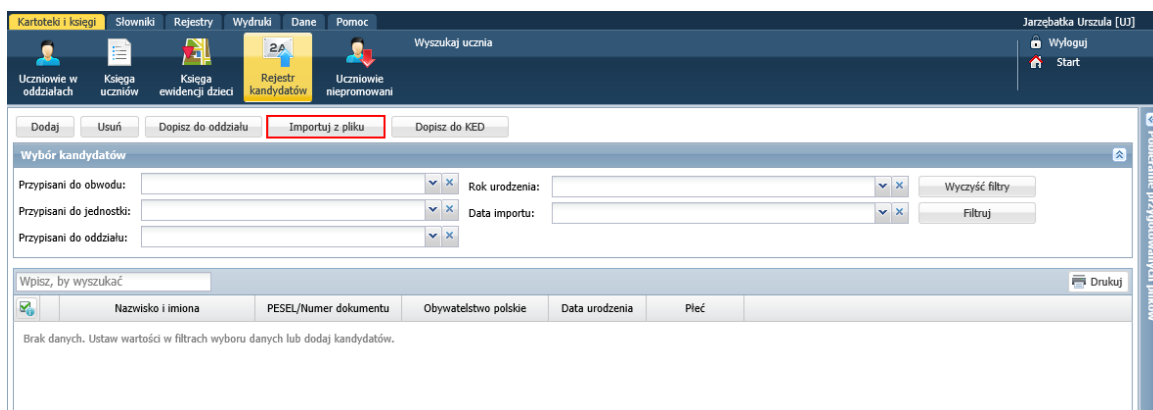 Kartoteki i księgi Słowniki Rejestry Wydruki Dane Pomoc Jarzębatka Urszula [UJ]
Wyszukaj ucznia Wyloguj
Start
Uczniowie w oddziałach
Księga uczniów
Księga ewidencji dzieci
Rejestr kandydatów
Uczniowie niepromowani
Dodaj Usuń Dopisz do oddziału Importuj z pliku Dopisz do KED
Wybór kandydatów
Przypisani do obwodu: Rok urodzenia: Wyczyść filtry
Przypisani do jednostki: Data importu: Filtruj
Przypisani do oddziału:
Wpisz, by wyszukać Drukuj
Nazwisko i imiona PESEL/Numer dokumentu Obywatelstwo polskie Data urodzenia Płeć
Brak danych. Ustaw wartości w filtrach wyboru danych lub dodaj kandydatów.
Pobieranie przygotowanych plików